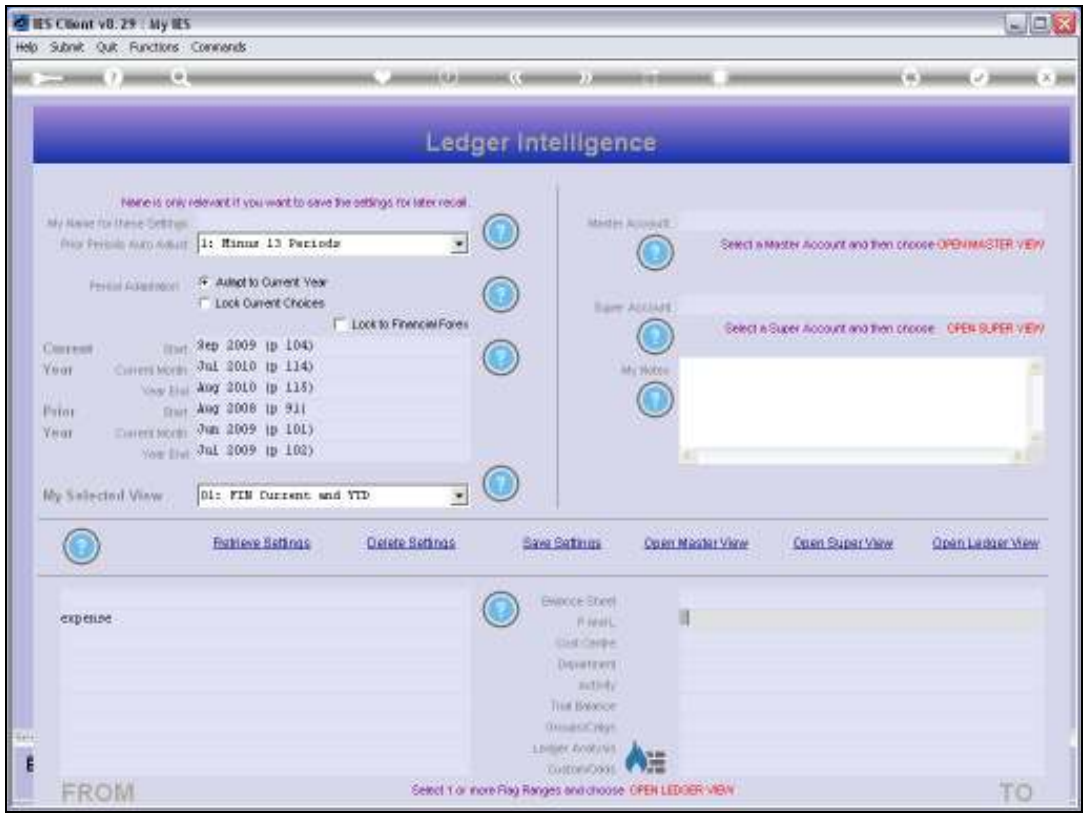 IES Client v8.29 : My IES
Help Submit Quit Functions Commands
Ledger Intelligence
Name is only relevant if you want to save the settings for later recall.
My Name for these Settings
Prior Periods Auto Adjust 1: Minus 13 Periods
Period Adaptation Adapt to Current Year
Lock Current Choices
Lock to Financial Forex
Current Start Sep 2009 (p 104)
Year Current Month Jul 2010 (p 114)
Year End Aug 2010 (p 115)
Prior Start Aug 2008 (p 91)
Year Current Month Jun 2009 (p 101)
Year End Jul 2009 (p 102)
My Selected View 01: FIN Current and YTD
Master Account
Select a Master Account and then choose OPEN MASTER VIEW
Super Account
Select a Super Account and then choose OPEN SUPER VIEW
My Notes
Retrieve Settings Delete Settings Save Settings Open Master View Open Super View Open Ledger View
Balance Sheet
expense
P and L
Cost Centre
Department
Activity
Trial Balance
Ledger Analysis
Custom/Odds
FROM
Select 1 or more Flag Ranges and choose OPEN LEDGER VIEW
TO